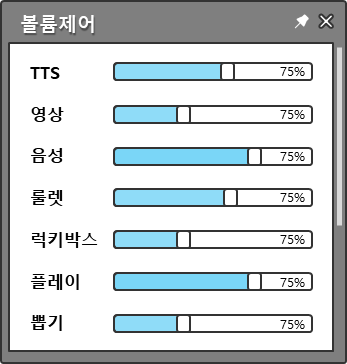 볼륨제어
TTS 75%
영상 75%
음성 75%
룰렛 75%
럭키박스 75%
플레이 75%
뽑기 75%